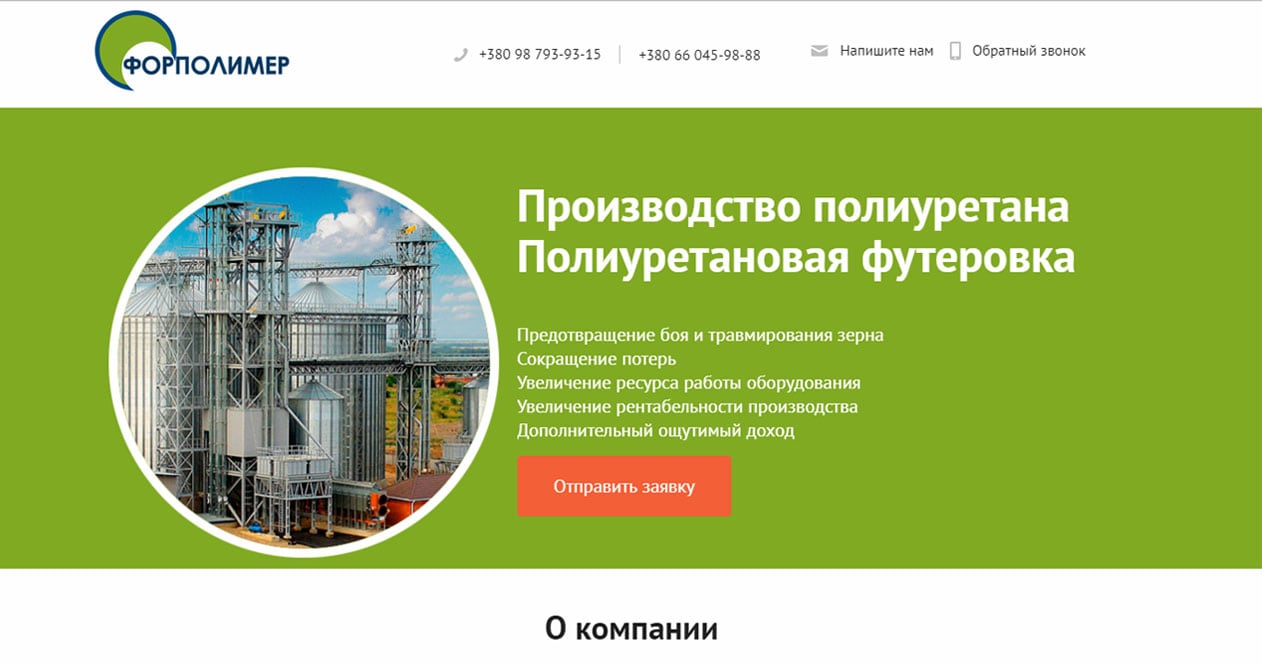 ФОРПОЛИМЕР
+380 98 793-93-15
+380 66 045-98-88
Напишите нам
Обратный звонок
Производство полиуретана
Полиуретановая футеровка
Предотвращение боя и травмирования зерна
Сокращение потерь
Увеличение ресурса работы оборудования
Увеличение рентабельности производства
Дополнительный ощутимый доход
Отправить заявку
О компании